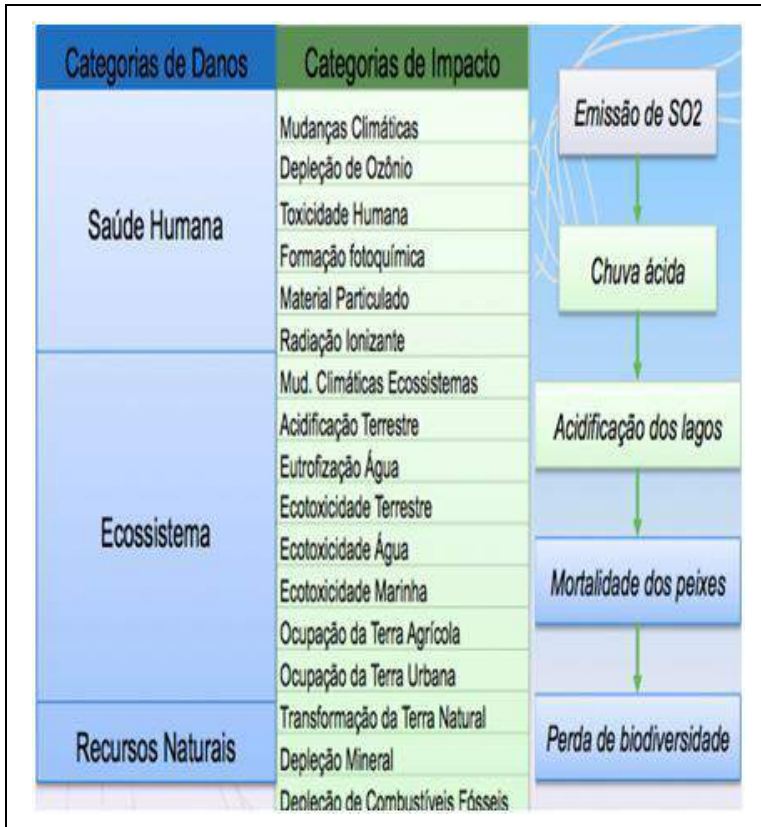 Categorias de Danos
Categorias de Impacto
Saúde Humana
Ecossistema
Recursos Naturais
Mudanças Climáticas
Depleção de Ozônio
Toxicidade Humana
Formação fotoquímica
Material Particulado
Radiação Ionizante
Mud. Climáticas Ecossistemas
Acidificação Terrestre
Eutrofização Água
Ecotoxicidade Terrestre
Ecotoxicidade Água
Ecotoxicidade Marinha
Ocupação da Terra Agrícola
Ocupação da Terra Urbana
Transformação da Terra Natural
Depleção Mineral
Depleção de Combustíveis Fósseis
Emissão de SO2
Chuva ácida
Acidificação dos lagos
Mortalidade dos peixes
Perda de biodiversidade